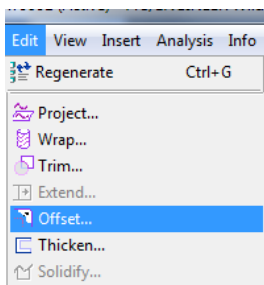 Edit View Insert Analysis Info
Regenerate Ctrl+G
Project...
Wrap...
Trim...
Extend...
Offset...
Thicken...
Solidify...